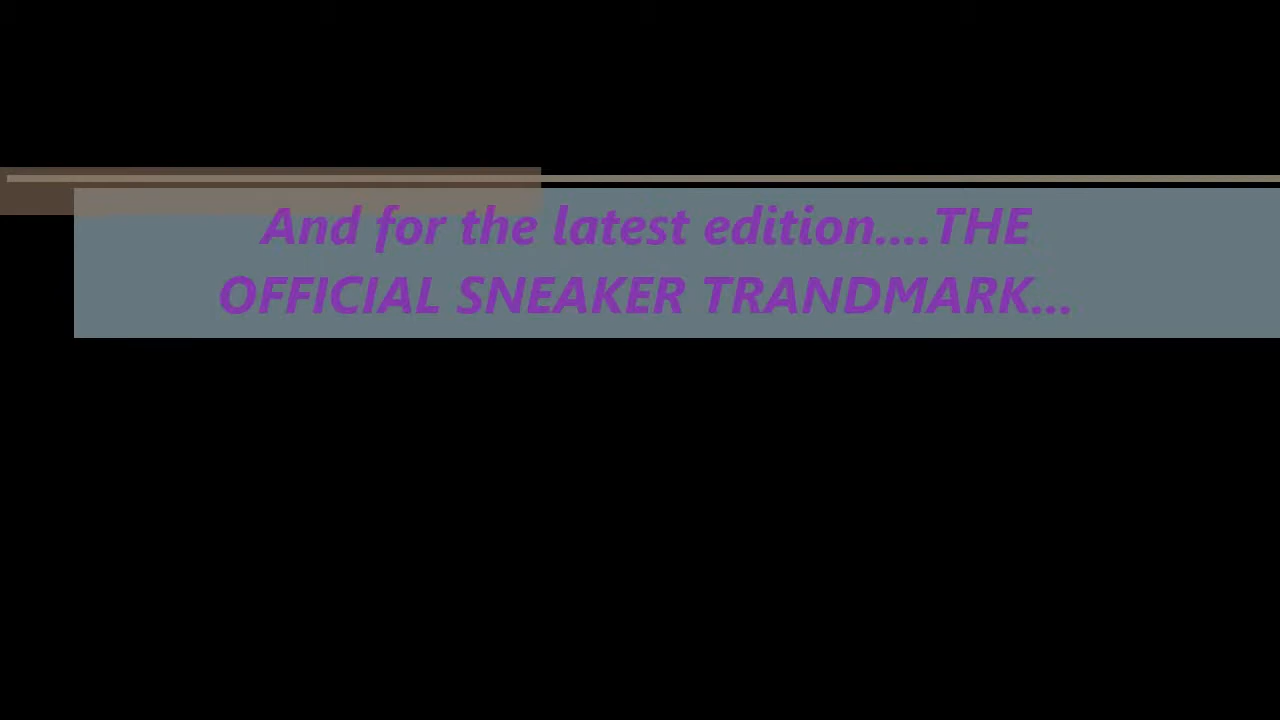 And for the latest edition....THE
OFFICIAL SNEAKER TRANDMARK...